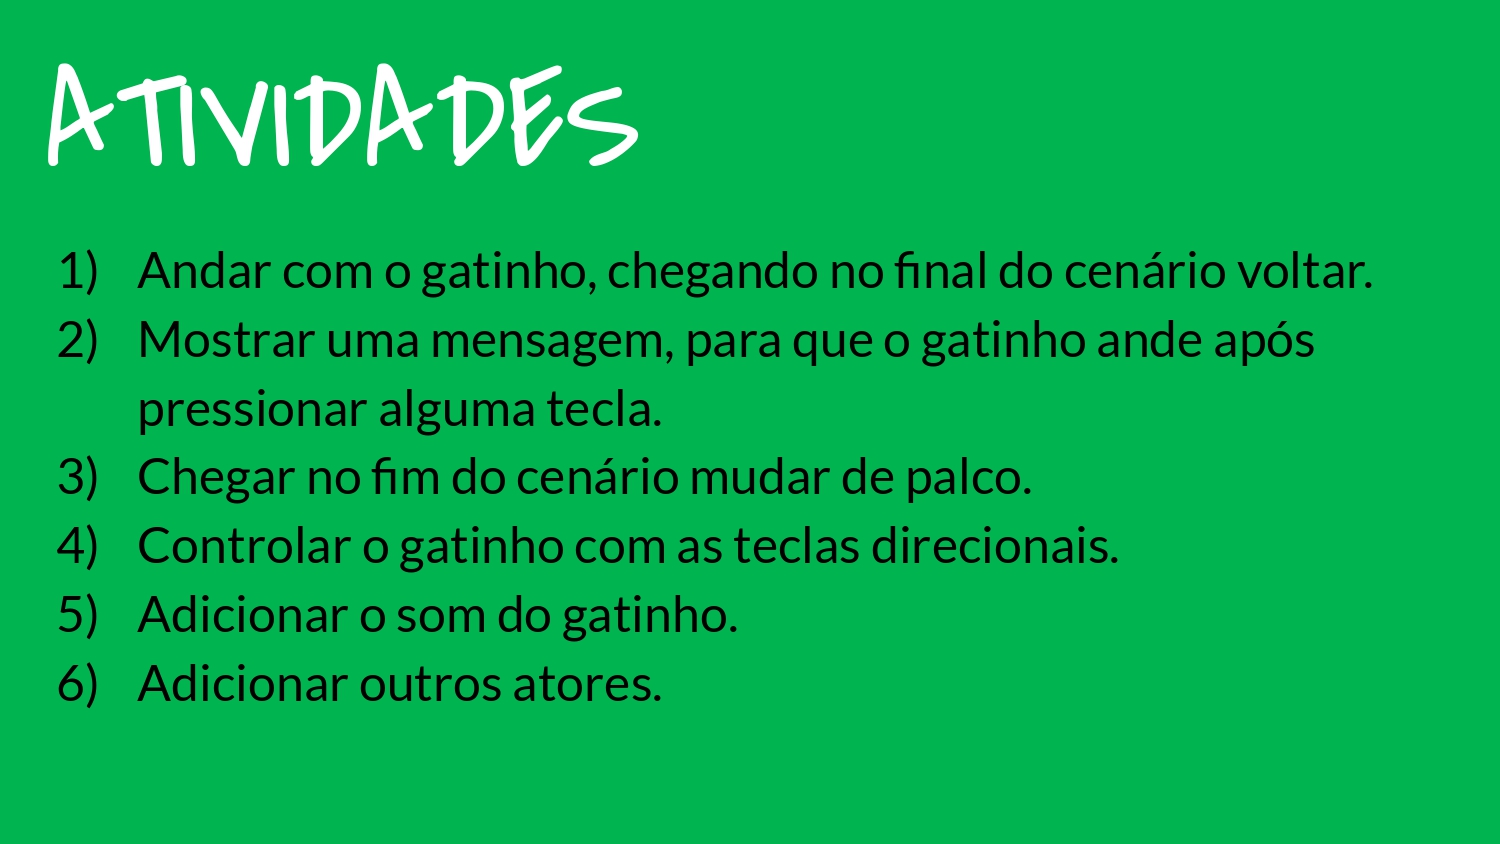 ATIVIDADES
1) Andar com o gatinho, chegando no final do cenário voltar.
2) Mostrar uma mensagem, para que o gatinho ande após
pressionar alguma tecla.
3) Chegar no fim do cenário mudar de palco.
4) Controlar o gatinho com as teclas direcionais.
5) Adicionar o som do gatinho.
6) Adicionar outros atores.